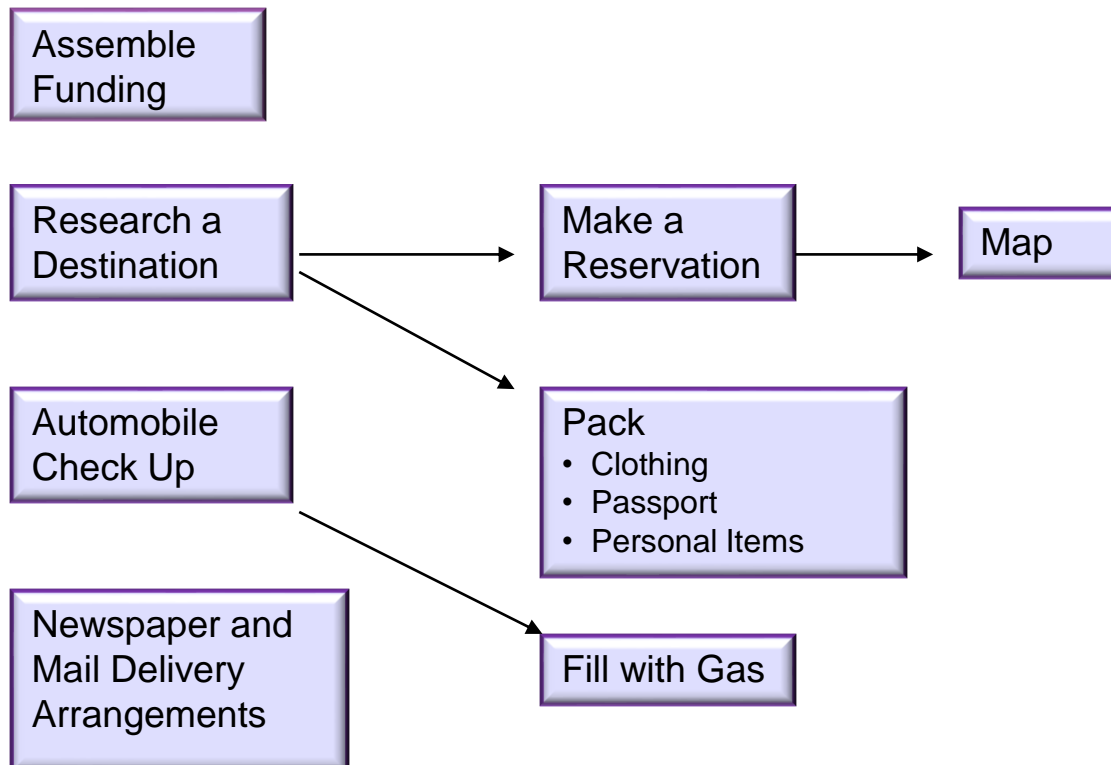 Assemble
Funding
Research a
Destination
Make a
Reservation
Map
Automobile
Check Up
Pack
• Clothing
• Passport
• Personal Items
Newspaper and
Mail Delivery
Arrangements
Fill with Gas